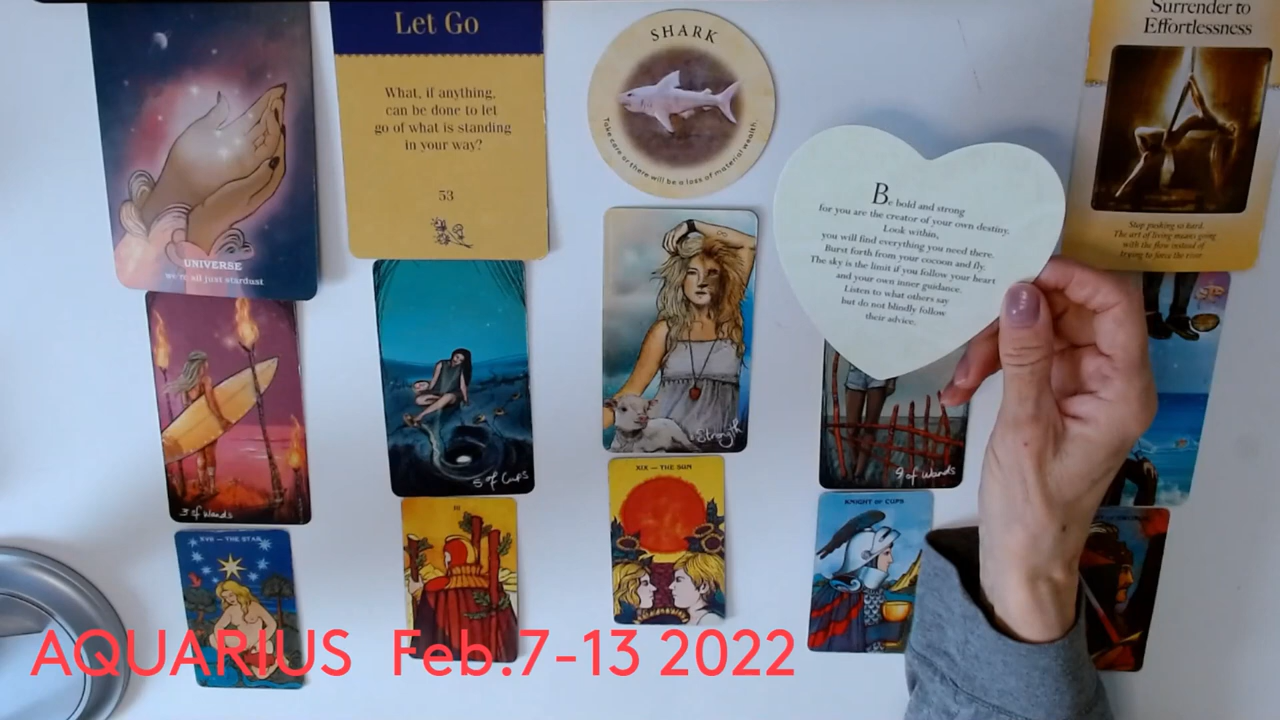 Let Go
What, if anything,
can be done to let
go of what is standing
in your way?
53
SHARK
Take care or there will be a loss of material wealth.
Be bold and strong
for you are the creator of your own destiny.
Look within,
you will find everything you need there.
Burst forth from your cocoon and fly.
The sky is the limit if you follow your heart
and your own inner guidance.
Listen to what others say
but do not blindly follow
their advice.
Surrender to
Effortlessness
Stop pushing so hard.
The art of living means going
with the flow instead of
trying to force the river.
UNIVERSE
we're all just stardust
3 of Wands
5 of Cups
Strength
9 of Wands
XVII — THE STAR
III
XIX — THE SUN
KNIGHT OF CUPS
AQUARIUS Feb.7-13 2022